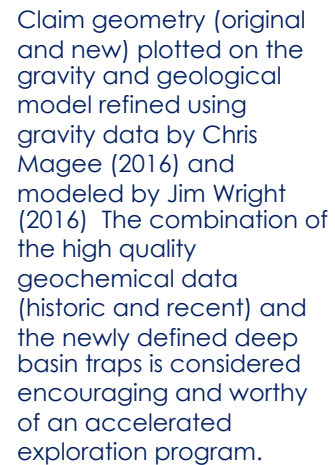 Claim geometry (original
and new) plotted on the
gravity and geological
model refined using
gravity data by Chris
Magee (2016) and
modeled by Jim Wright
(2016)  The combination of
the high quality
geochemical data
(historic and recent) and
the newly defined deep
basin traps is considered
encouraging and worthy
of an accelerated
exploration program.